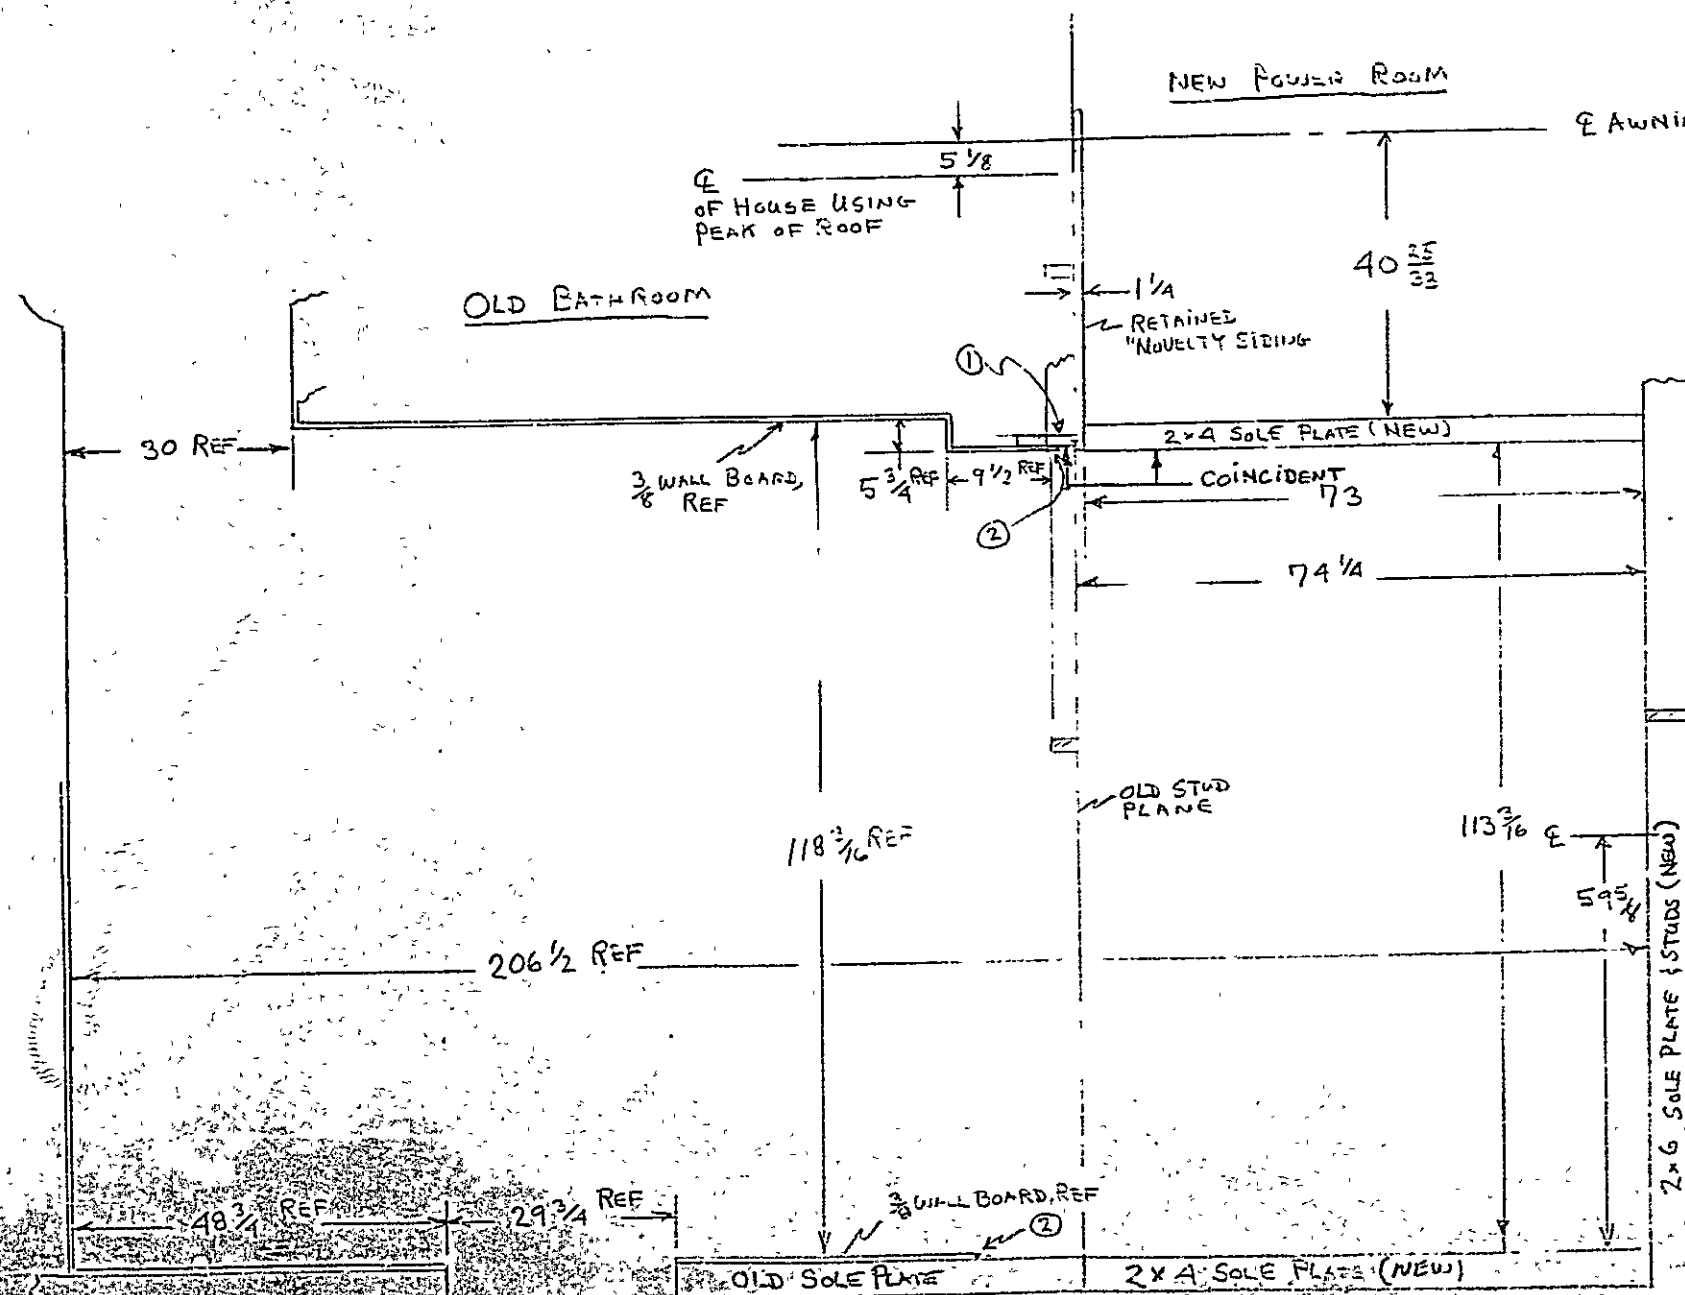 NEW POWER ROOM
℄ AWNI
5 1/8
℄
OF HOUSE USING
PEAK OF ROOF
40 25/33
OLD BATHROOM
1 1/4
RETAINED
"NOVELTY SIDING
①
2×4 SOLE PLATE (NEW)
30 REF
3/8 WALL BOARD,
REF
5 3/4 REF
9 1/2 REF
COINCIDENT
73
②
74 1/4
OLD STUD
PLANE
118 3/16 REF
113 3/16
℄
59 5/8
2×6 SOLE PLATE & STUDS (NEW)
206 1/2 REF
48 3/4 REF
29 3/4 REF
3/8 WALL BOARD, REF
②
OLD SOLE PLATE
2×4 SOLE PLATE (NEW)